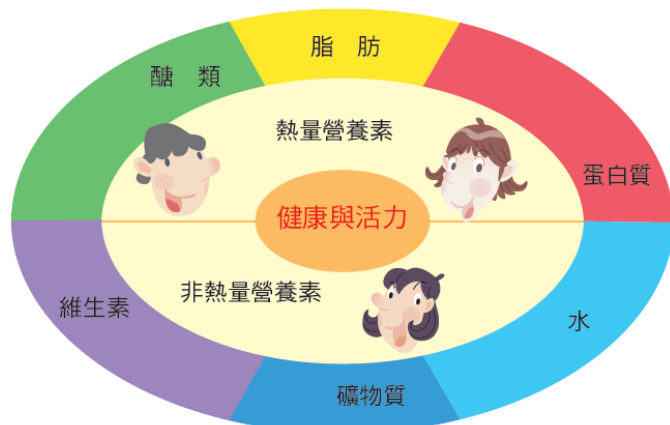 脂　肪
醣　類
熱量營養素
蛋白質
健康與活力
非熱量營養素
維生素
水
礦物質